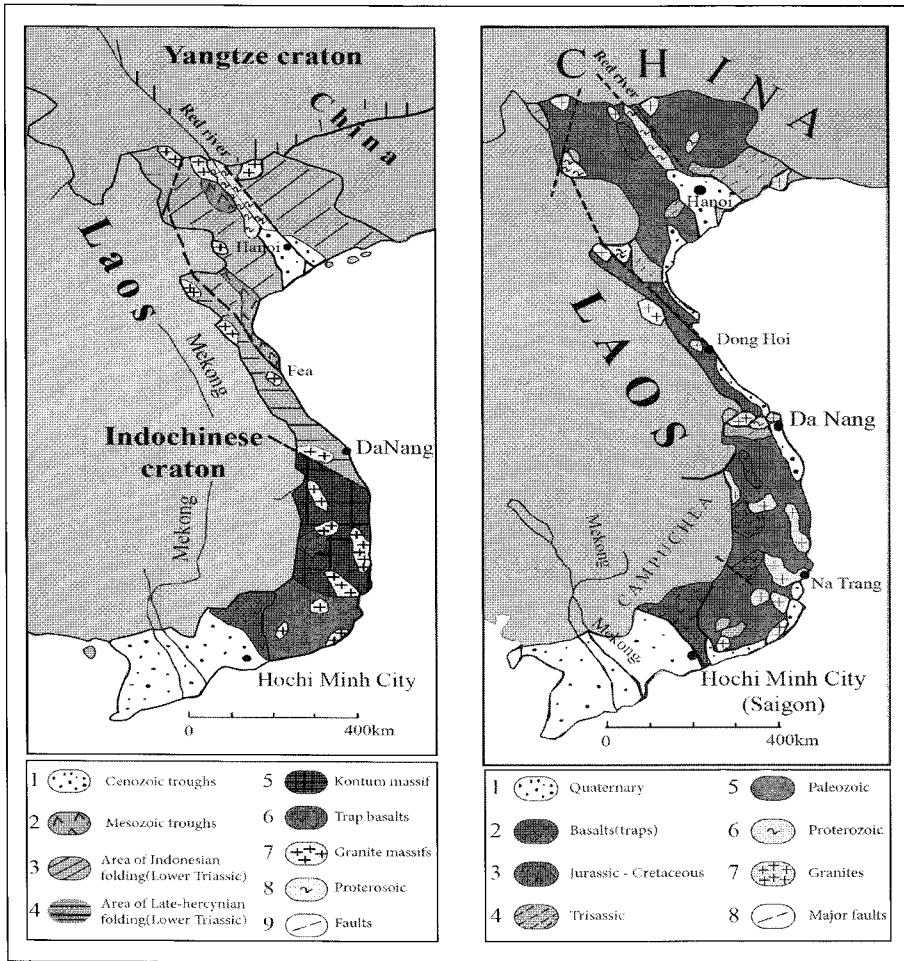 Yangtze craton
China
Red river
Hanoi
Laos
Mekong
Fea
Indochinese
craton
DaNang
Mekong
Hochi Minh City
0 400km
1 Cenozoic troughs
2 Mesozoic troughs
3 Area of Indonesian
folding(Lower Triassic)
4 Area of Late-hercynian
folding(Lower Triassic)
5 Kontum massif
6 Trap basalts
7 Granite massifs
8 Proterosoic
9 Faults
CHINA
Red river
Hanoi
LAOS
Dong Hoi
Da Nang
CAMPUCHEA
Mekong
Na Trang
Mekong
Hochi Minh City
(Saigon)
0 400km
1 Quaternary
2 Basalts(traps)
3 Jurassic - Cretaceous
4 Trisassic
5 Paleozoic
6 Proterozoic
7 Granites
8 Major faults